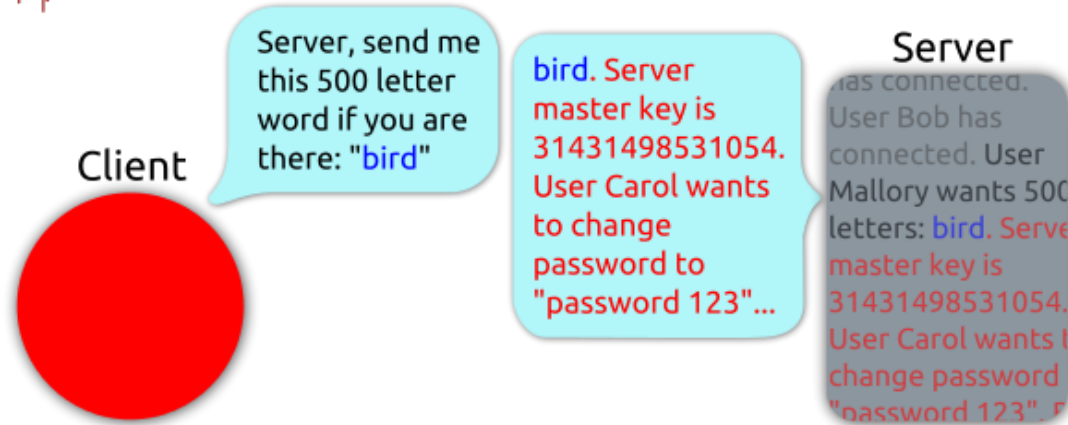 Client
Server, send me
this 500 letter
word if you are
there: "bird"
bird. Server
master key is
31431498531054.
User Carol wants
to change
password to
"password 123"...
Server
has connected.
User Bob has
connected. User
Mallory wants 500
letters: bird. Serve
master key is
31431498531054.
User Carol wants t
change password
"password 123".